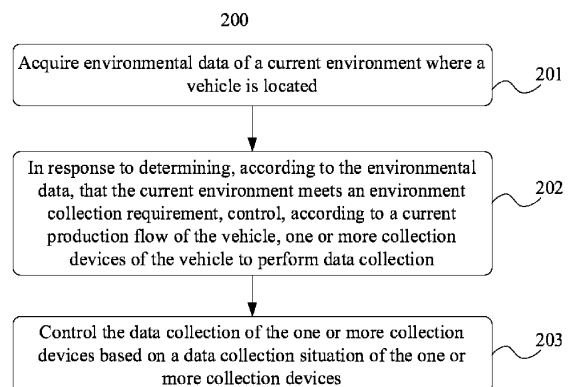 200
Acquire environmental data of a current environment where a
vehicle is located
201
In response to determining, according to the environmental
data, that the current environment meets an environment
collection requirement, control, according to a current
production flow of the vehicle, one or more collection
devices of the vehicle to perform data collection
202
Control the data collection of the one or more collection
devices based on a data collection situation of the one or
more collection devices
203